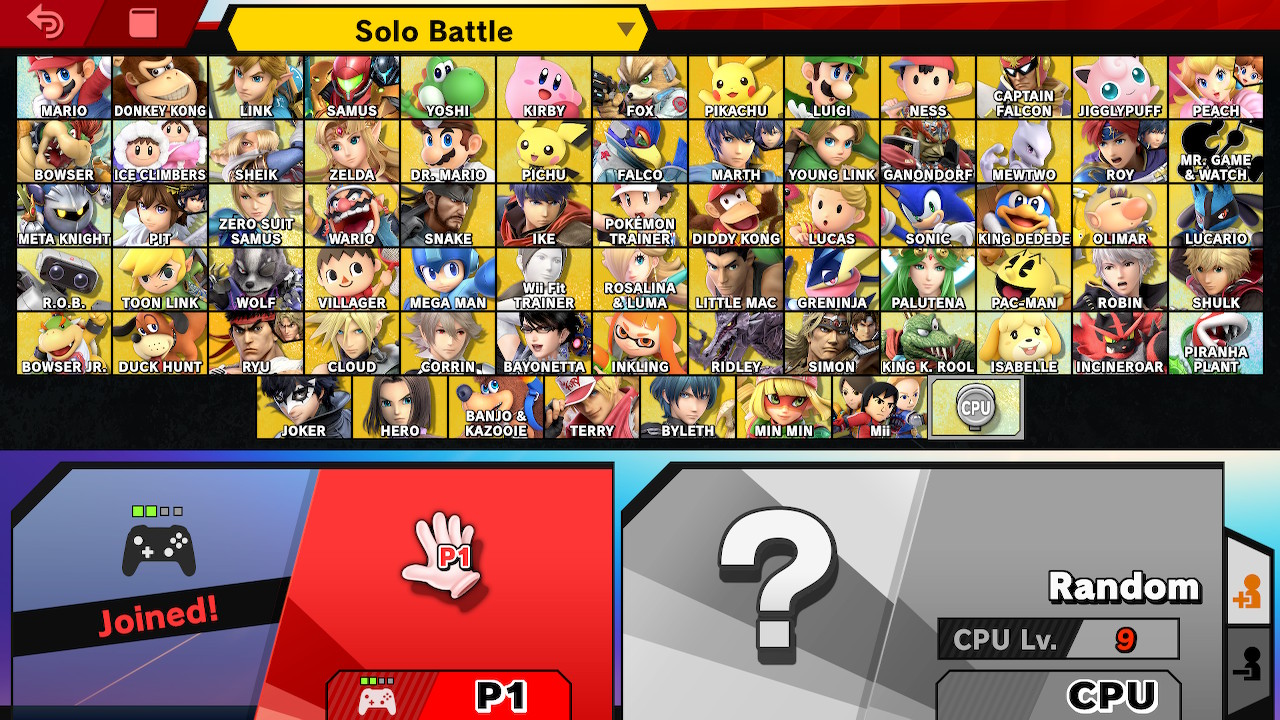 Solo Battle
MARIO
DONKEY KONG
LINK
SAMUS
YOSHI
KIRBY
FOX
PIKACHU
LUIGI
NESS
CAPTAIN
FALCON
JIGGLYPUFF
PEACH
BOWSER
ICE CLIMBERS
SHEIK
ZELDA
DR. MARIO
PICHU
FALCO
MARTH
YOUNG LINK
GANONDORF
MEWTWO
ROY
MR. GAME
& WATCH
META KNIGHT
PIT
ZERO SUIT
SAMUS
WARIO
SNAKE
IKE
POKÉMON
TRAINER
DIDDY KONG
LUCAS
SONIC
KING DEDEDE
OLIMAR
LUCARIO
R.O.B.
TOON LINK
WOLF
VILLAGER
MEGA MAN
Wii Fit
TRAINER
ROSALINA
& LUMA
LITTLE MAC
GRENINJA
PALUTENA
PAC-MAN
ROBIN
SHULK
BOWSER JR.
DUCK HUNT
RYU
CLOUD
CORRIN
BAYONETTA
INKLING
RIDLEY
SIMON
KING K. ROOL
ISABELLE
INCINEROAR
PIRANHA
PLANT
JOKER
HERO
BANJO &
KAZOOIE
TERRY
BYLETH
MIN MIN
Mii
CPU
Joined!
P1
P1
Random
CPU Lv. 9
CPU